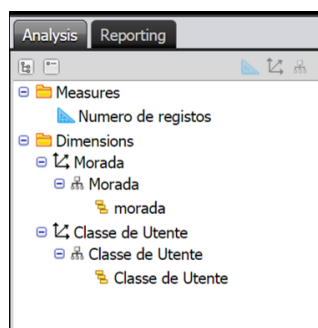 Analysis Reporting
Measures
Numero de registos
Dimensions
Morada
Morada
morada
Classe de Utente
Classe de Utente
Classe de Utente